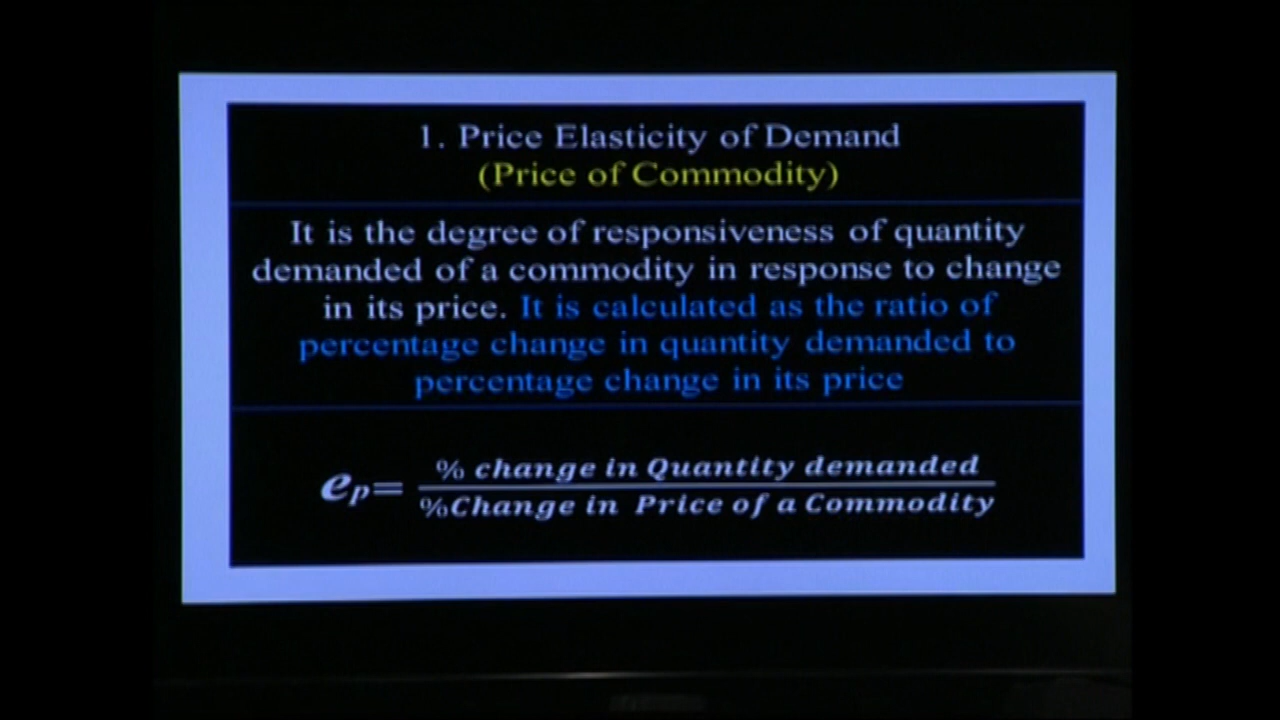 1. Price Elasticity of Demand
(Price of Commodity)
It is the degree of responsiveness of quantity
demanded of a commodity in response to change
in its price. It is calculated as the ratio of
percentage change in quantity demanded to
percentage change in its price
% change in Quantity demanded
ep=
%Change in Price of a Commodity